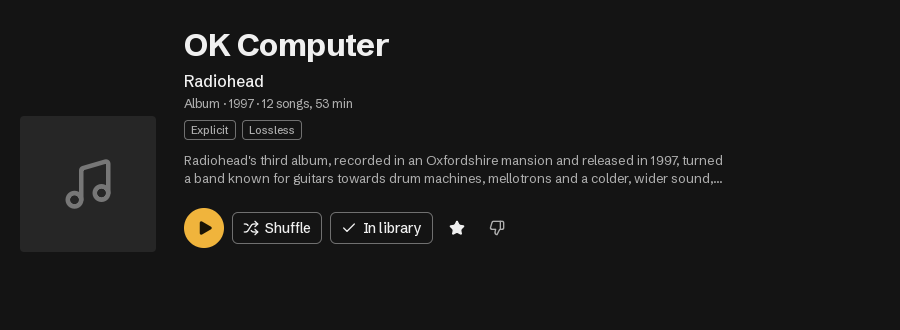 OK Computer
Radiohead
Album · 1997 · 12 songs, 53 min
Explicit Lossless
Radiohead's third album, recorded in an Oxfordshire mansion and released in 1997, turned
a band known for guitars towards drum machines, mellotrons and a colder, wider sound,...
Shuffle In library